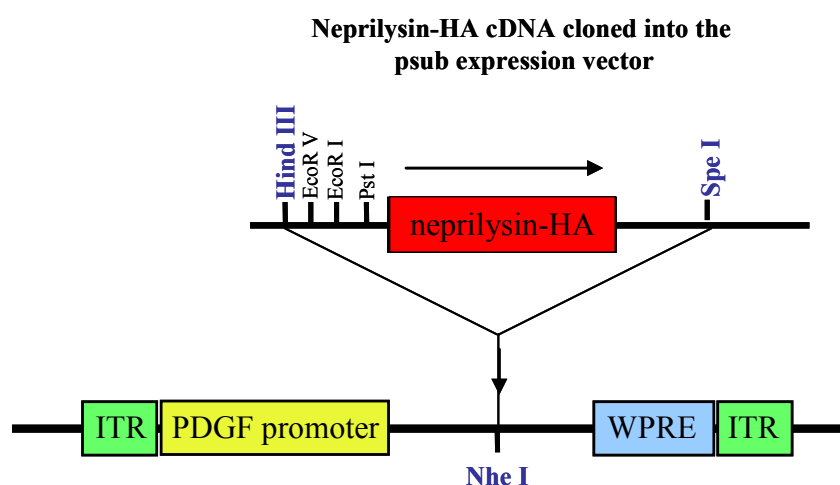 Neprilysin-HA cDNA cloned into the
psub expression vector
Hind III
EcoR V
EcoR I
Pst I
Spe I
neprilysin-HA
ITR
PDGF promoter
WPRE
ITR
Nhe I